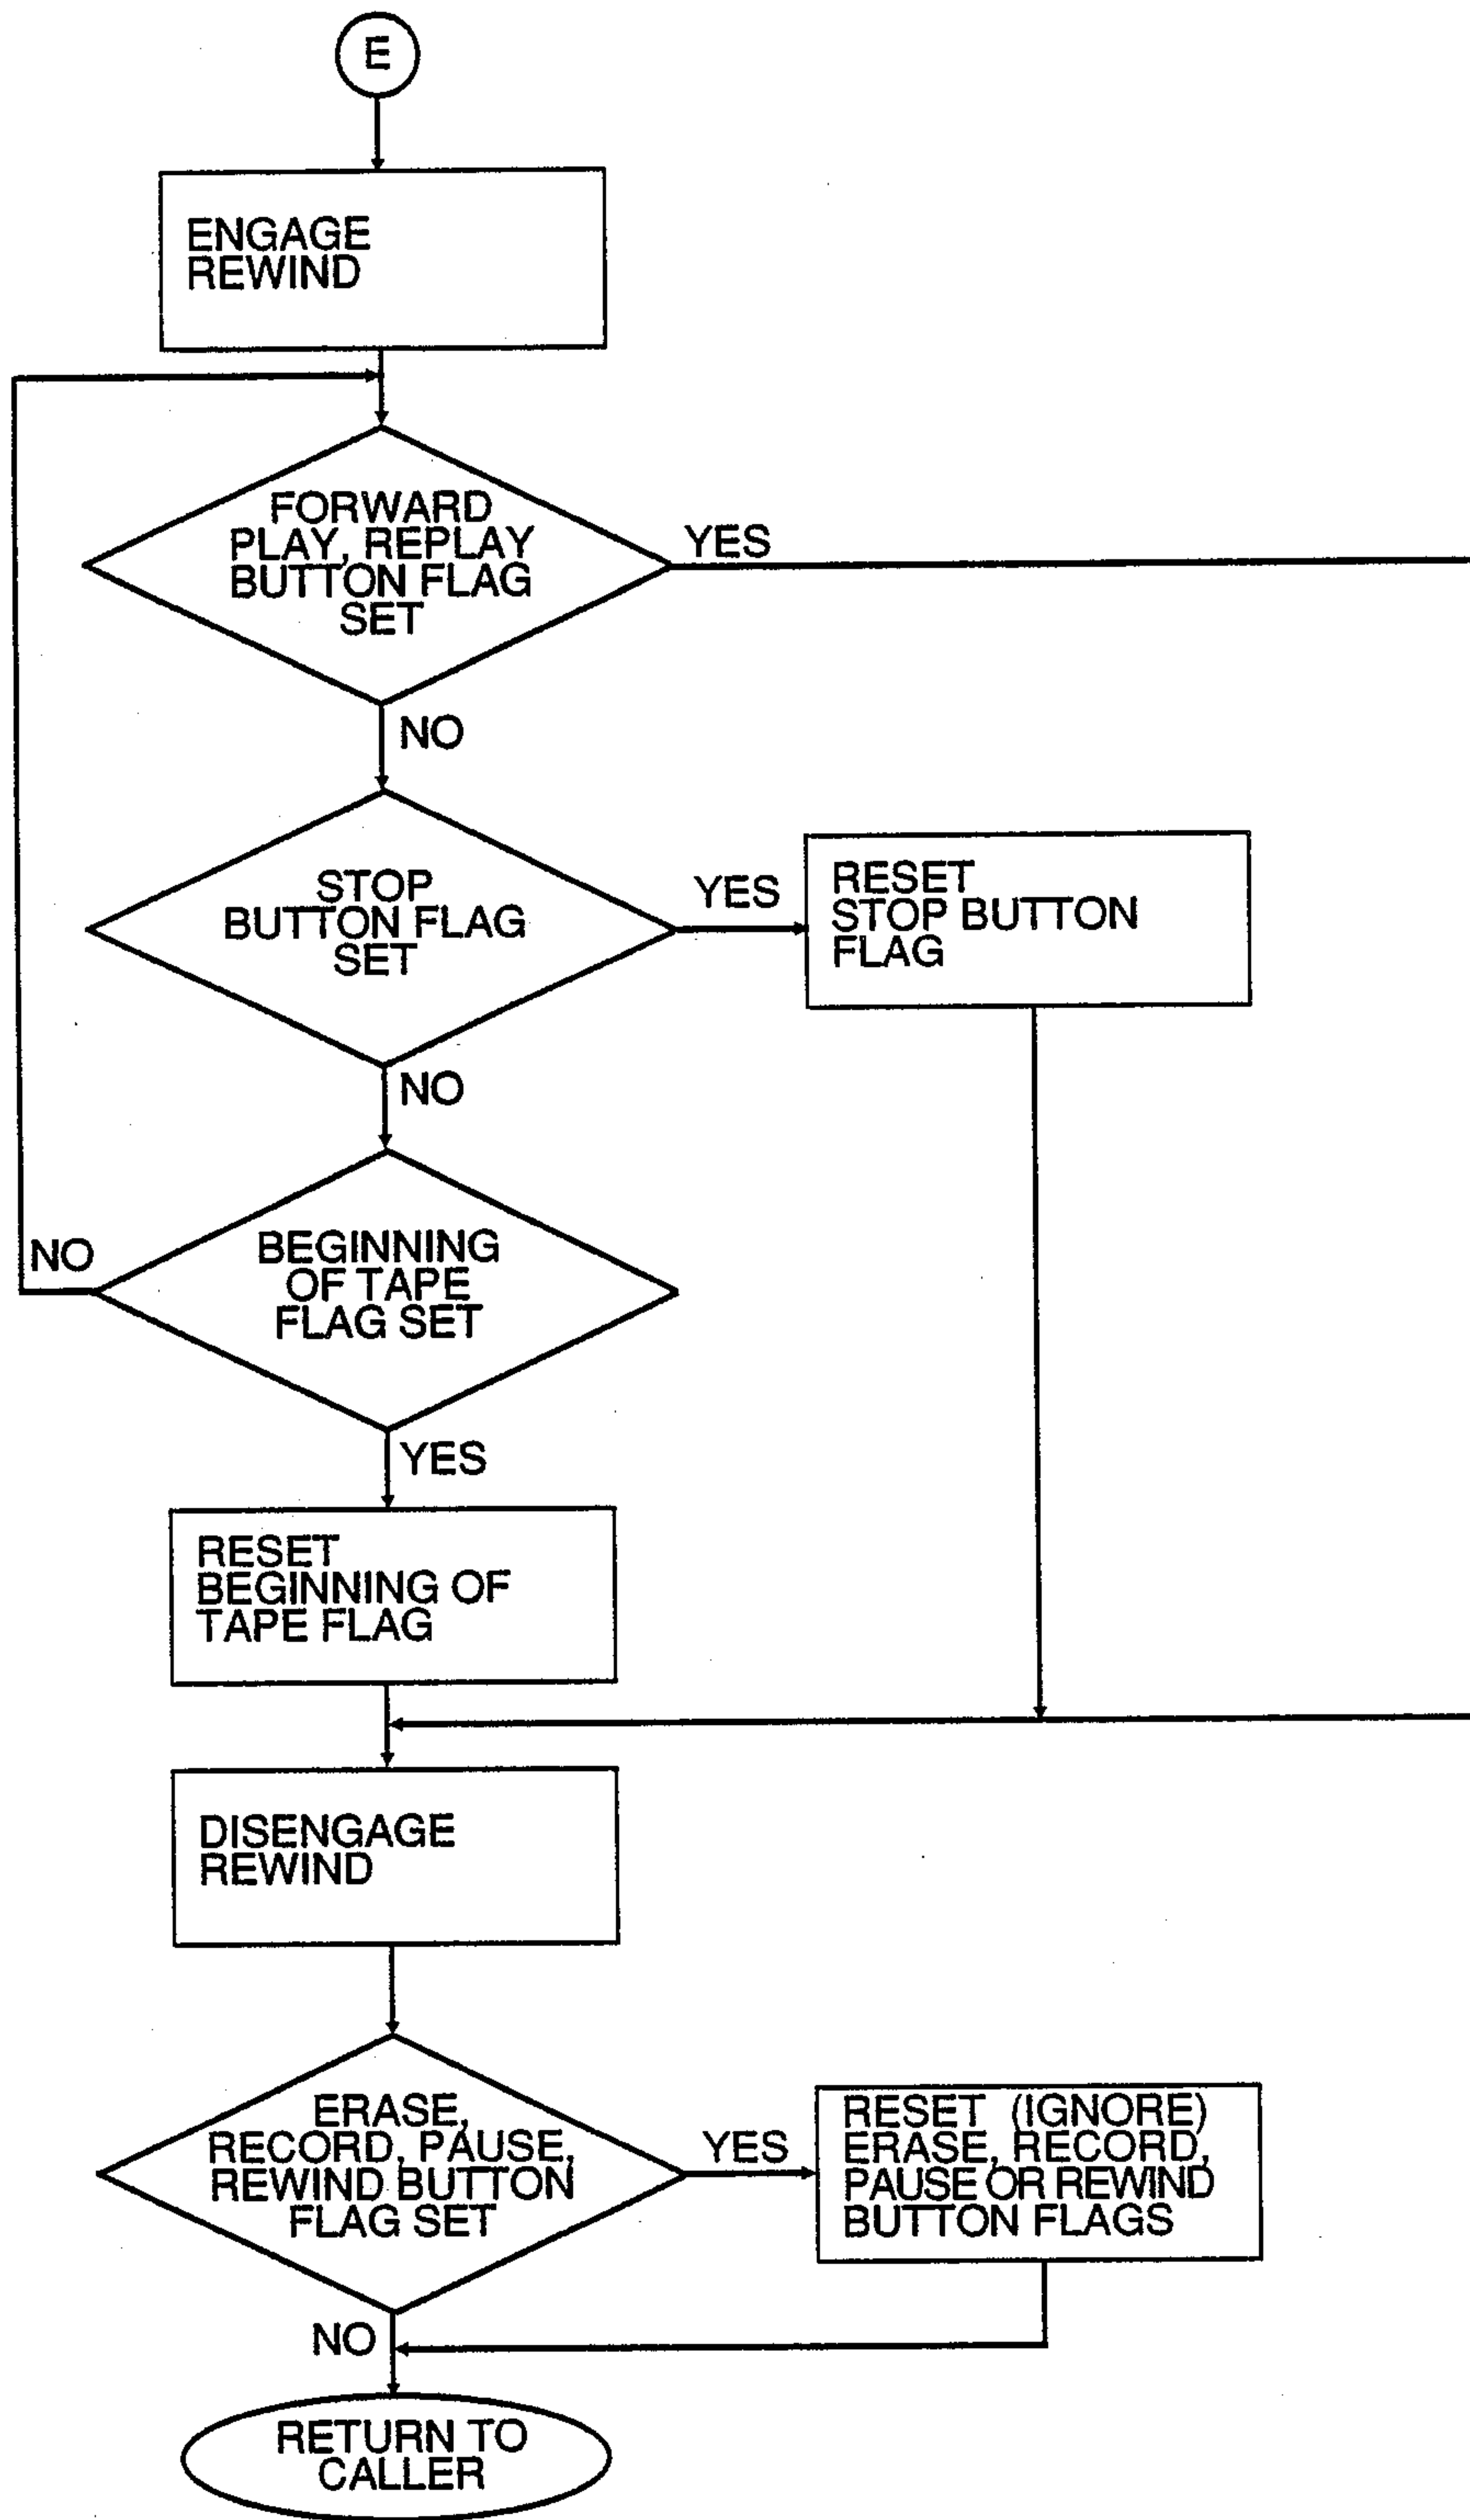 E
ENGAGE
REWIND
FORWARD
PLAY, REPLAY
BUTTON FLAG
SET
YES
NO
STOP
BUTTON FLAG
SET
YES
RESET
STOP BUTTON
FLAG
NO
BEGINNING
OF TAPE
FLAG SET
NO
YES
RESET
BEGINNING OF
TAPE FLAG
DISENGAGE
REWIND
ERASE,
RECORD, PAUSE,
REWIND BUTTON
FLAG SET
YES
RESET (IGNORE)
ERASE, RECORD,
PAUSE OR REWIND
BUTTON FLAGS
NO
RETURN TO
CALLER